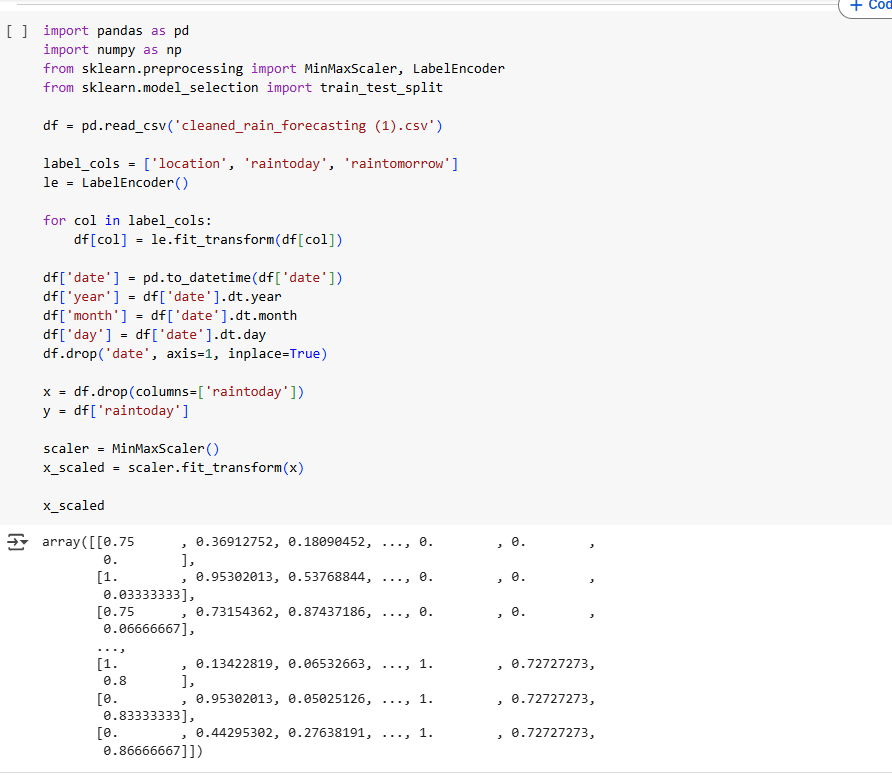 + Cod
[ ] import pandas as pd
import numpy as np
from sklearn.preprocessing import MinMaxScaler, LabelEncoder
from sklearn.model_selection import train_test_split
df = pd.read_csv('cleaned_rain_forecasting (1).csv')
label_cols = ['location', 'raintoday', 'raintomorrow']
le = LabelEncoder()
for col in label_cols:
    df[col] = le.fit_transform(df[col])
df['date'] = pd.to_datetime(df['date'])
df['year'] = df['date'].dt.year
df['month'] = df['date'].dt.month
df['day'] = df['date'].dt.day
df.drop('date', axis=1, inplace=True)
x = df.drop(columns=['raintoday'])
y = df['raintoday']
scaler = MinMaxScaler()
x_scaled = scaler.fit_transform(x)
x_scaled
array([[0.75      , 0.36912752, 0.18090452, ..., 0.        , 0.        ,
        0.        ],
       [1.        , 0.95302013, 0.53768844, ..., 0.        , 0.        ,
        0.03333333],
       [0.75      , 0.73154362, 0.87437186, ..., 0.        , 0.        ,
        0.06666667],
       ...,
       [1.        , 0.13422819, 0.06532663, ..., 1.        , 0.72727273,
        0.8       ],
       [0.        , 0.95302013, 0.05025126, ..., 1.        , 0.72727273,
        0.83333333],
       [0.        , 0.44295302, 0.27638191, ..., 1.        , 0.72727273,
        0.86666667]])